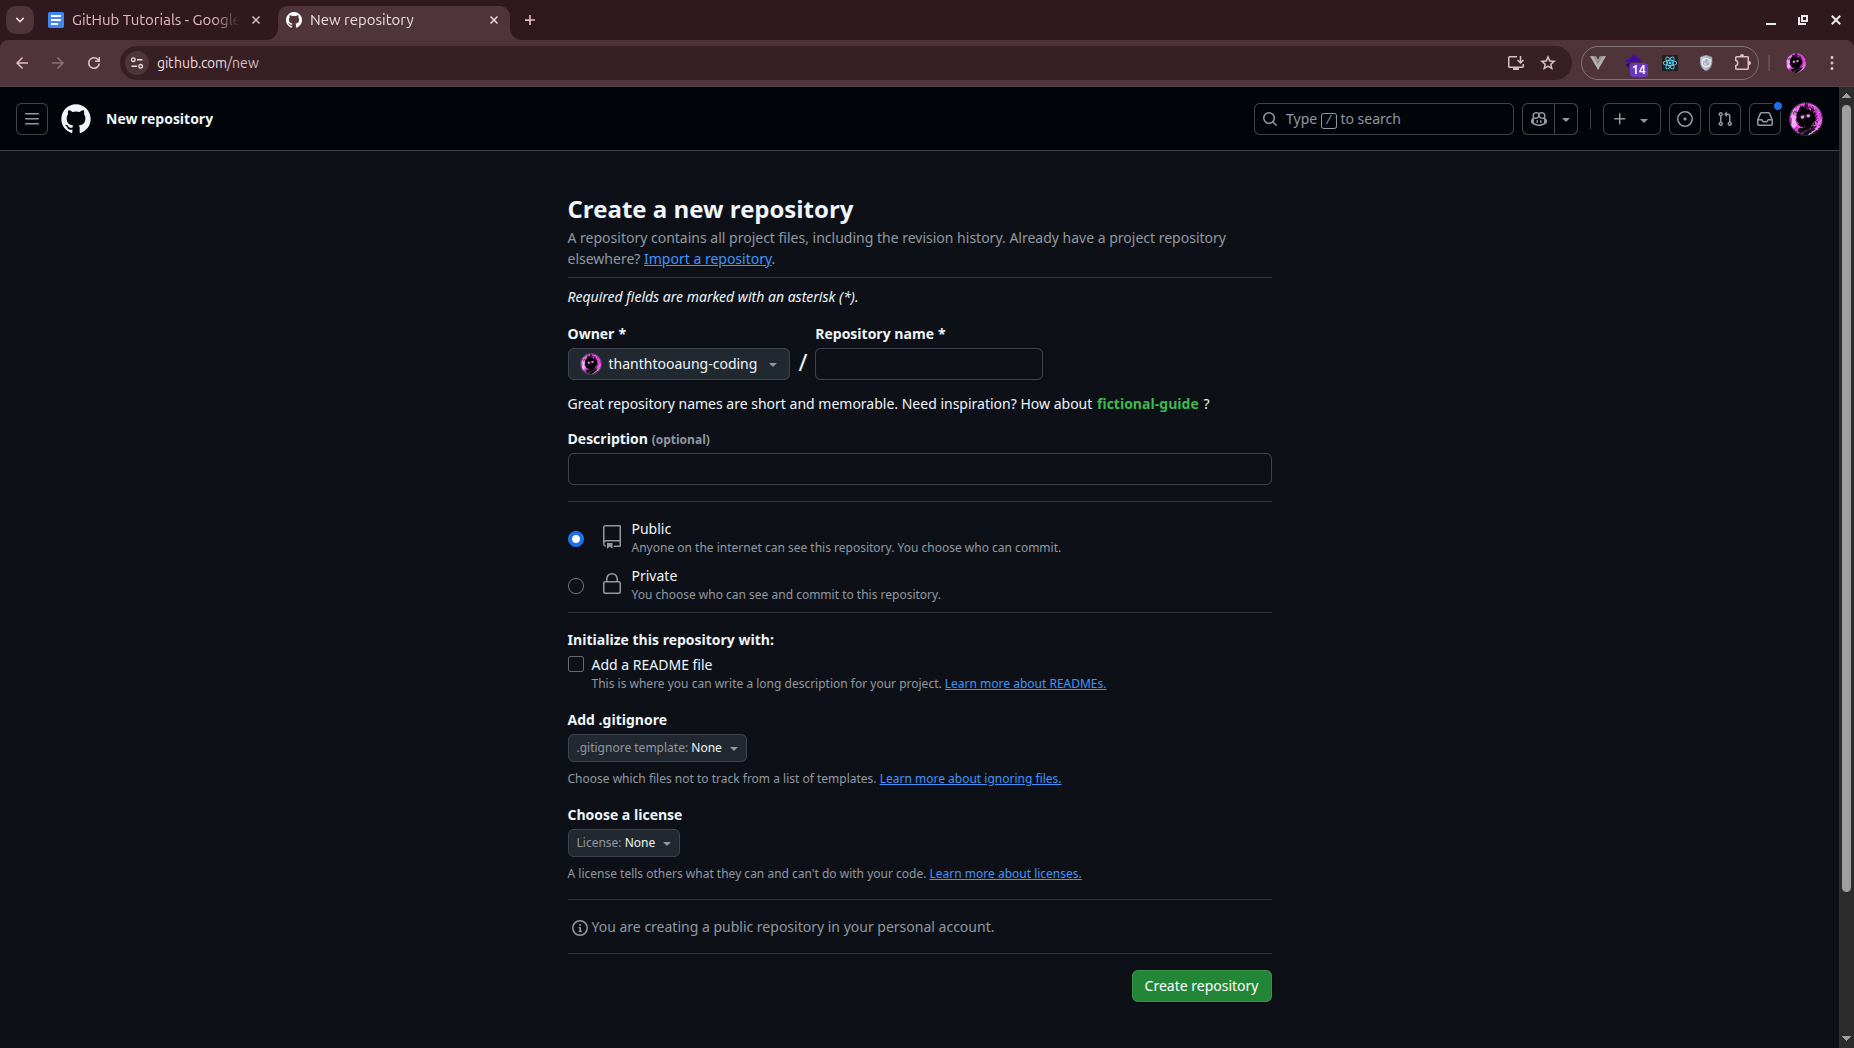 GitHub Tutorials - Google
New repository
github.com/new
14
New repository
Type / to search
Create a new repository
A repository contains all project files, including the revision history. Already have a project repository
elsewhere? Import a repository.
Required fields are marked with an asterisk (*).
Owner *
Repository name *
thanhtooaung-coding
/
Great repository names are short and memorable. Need inspiration? How about fictional-guide ?
Description (optional)
Public
Anyone on the internet can see this repository. You choose who can commit.
Private
You choose who can see and commit to this repository.
Initialize this repository with:
Add a README file
This is where you can write a long description for your project. Learn more about READMEs.
Add .gitignore
.gitignore template: None
Choose which files not to track from a list of templates. Learn more about ignoring files.
Choose a license
License: None
A license tells others what they can and can't do with your code. Learn more about licenses.
You are creating a public repository in your personal account.
Create repository